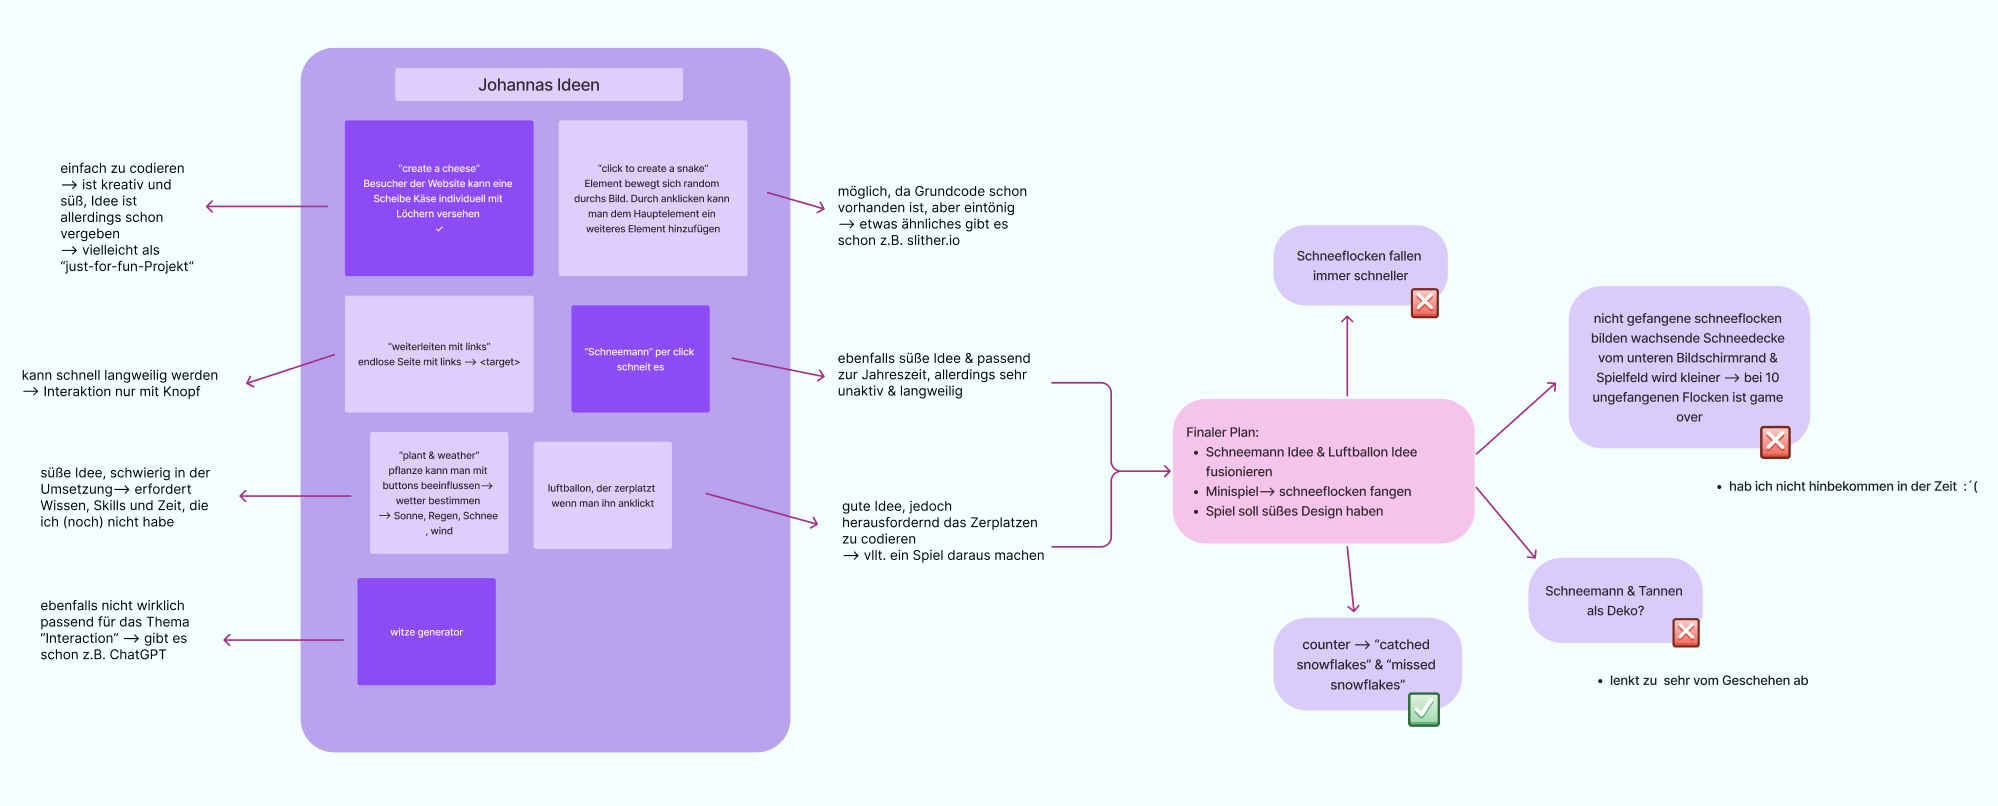 Johannas Ideen
“create a cheese”
Besucher der Website kann eine
Scheibe Käse individuell mit
Löchern versehen
✓
“click to create a snake”
Element bewegt sich random
durchs Bild. Durch anklicken kann
man dem Hauptelement ein
weiteres Element hinzufügen
einfach zu codieren
—> ist kreativ und
süß, Idee ist
allerdings schon
vergeben
—> vielleicht als
“just-for-fun-Projekt”
möglich, da Grundcode schon
vorhanden ist, aber eintönig
—> etwas ähnliches gibt es
schon z.B. slither.io
“weiterleiten mit links”
endlose Seite mit links —> <target>
“Schneemann” per click
schneit es
kann schnell langweilig werden
—> Interaktion nur mit Knopf
ebenfalls süße Idee & passend
zur Jahreszeit, allerdings sehr
unaktiv & langweilig
“plant & weather”
pflanze kann man mit
buttons beeinflussen—>
wetter bestimmen
—> Sonne, Regen, Schnee
, wind
luftballon, der zerplatzt
wenn man ihn anklickt
süße Idee, schwierig in der
Umsetzung—> erfordert
Wissen, Skills und Zeit, die
ich (noch) nicht habe
gute Idee, jedoch
herausfordernd das Zerplatzen
zu codieren
—> vllt. ein Spiel daraus machen
witze generator
ebenfalls nicht wirklich
passend für das Thema
“Interaction” —> gibt es
schon z.B. ChatGPT
Finaler Plan:
• Schneemann Idee & Luftballon Idee
fusionieren
• Minispiel—> schneeflocken fangen
• Spiel soll süßes Design haben
Schneeflocken fallen
immer schneller
nicht gefangene schneeflocken
bilden wachsende Schneedecke
vom unteren Bildschirmrand &
Spielfeld wird kleiner —> bei 10
ungefangenen Flocken ist game
over
• hab ich nicht hinbekommen in der Zeit :´(
Schneemann & Tannen
als Deko?
• lenkt zu  sehr vom Geschehen ab
counter —> “catched
snowflakes” & “missed
snowflakes”